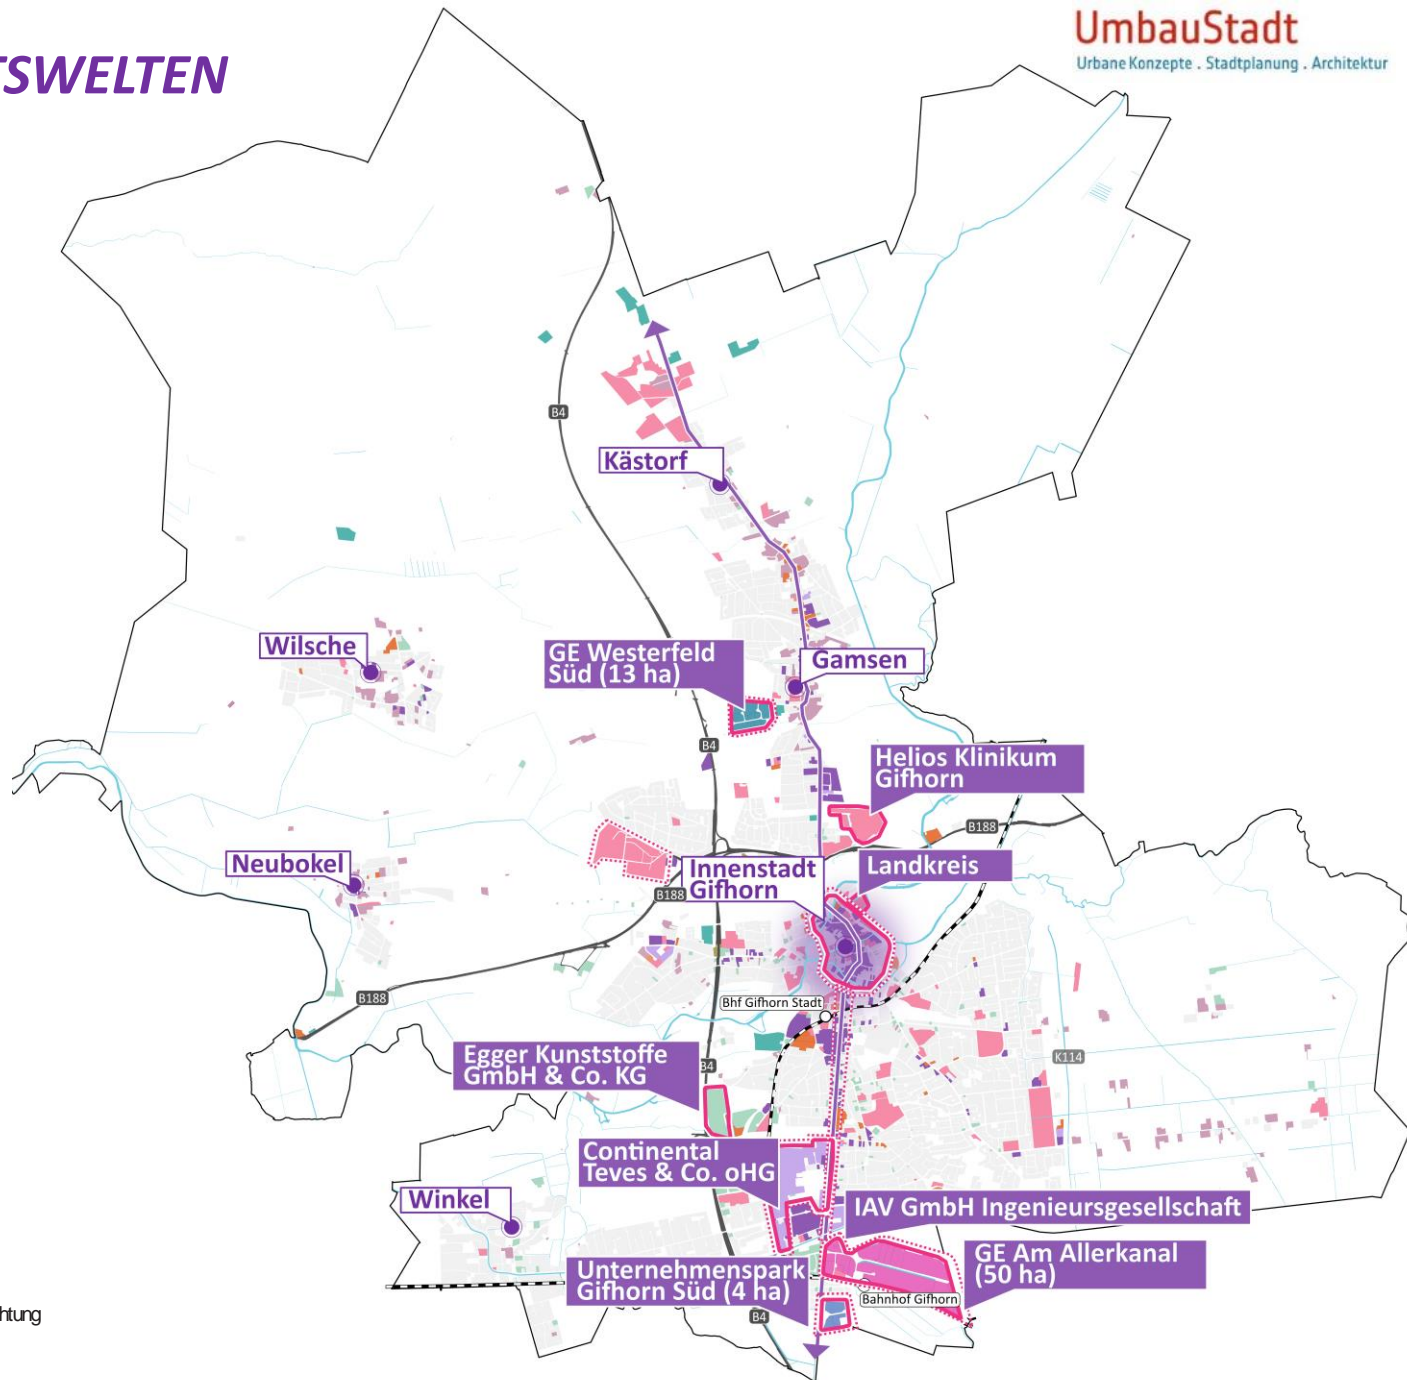 UmbauStadt
Urbane Konzepte . Stadtplanung . Architektur
TSWELTEN
B4
Kästorf
Wilsche
GE Westerfeld
Süd (13 ha)
Gamsen
B4
Helios Klinikum
Gifhorn
B188
Neubokel
Innenstadt
Gifhorn
Landkreis
B188
B188
Bhf Gifhorn Stadt
Egger Kunststoffe
GmbH & Co. KG
B4
K114
Continental
Teves & Co. oHG
Winkel
IAV GmbH Ingenieursgesellschaft
GE Am Allerkanal
(50 ha)
Unternehmenspark
Gifhorn Süd (4 ha)
Bahnhof Gifhorn
B4
htung